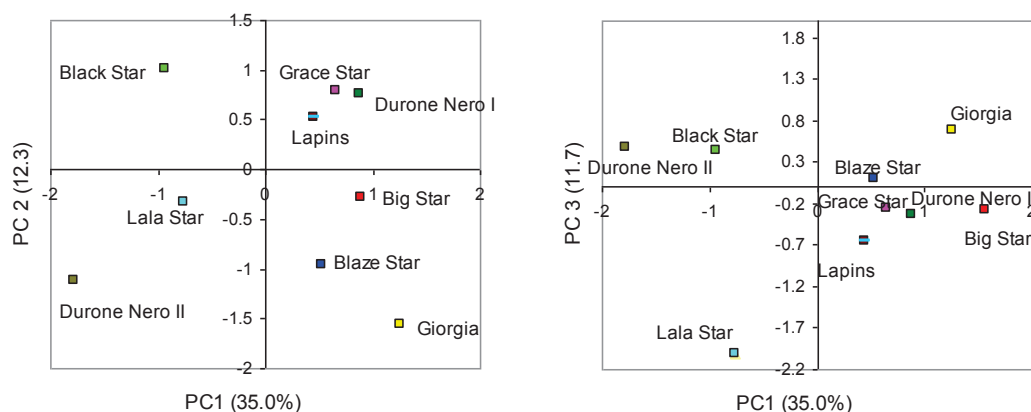 1.5
Black Star
1
Grace Star
Durone Nero I
0.5
Lapins
0
-2
-1
0
1
2
Lala Star
-0.5
Big Star
-1
Blaze Star
Durone Nero II
-1.5
Giorgia
-2
PC 2 (12.3)
PC1 (35.0%)
1.8
1.3
0.8
Giorgia
Black Star
0.3
Blaze Star
Durone Nero II
-2
-1
0
1
2
-0.2
Grace Star
Durone Nero I
Big Star
-0.7
Lapins
-1.2
Lala Star
-1.7
-2.2
PC 3 (11.7)
PC1 (35.0%)